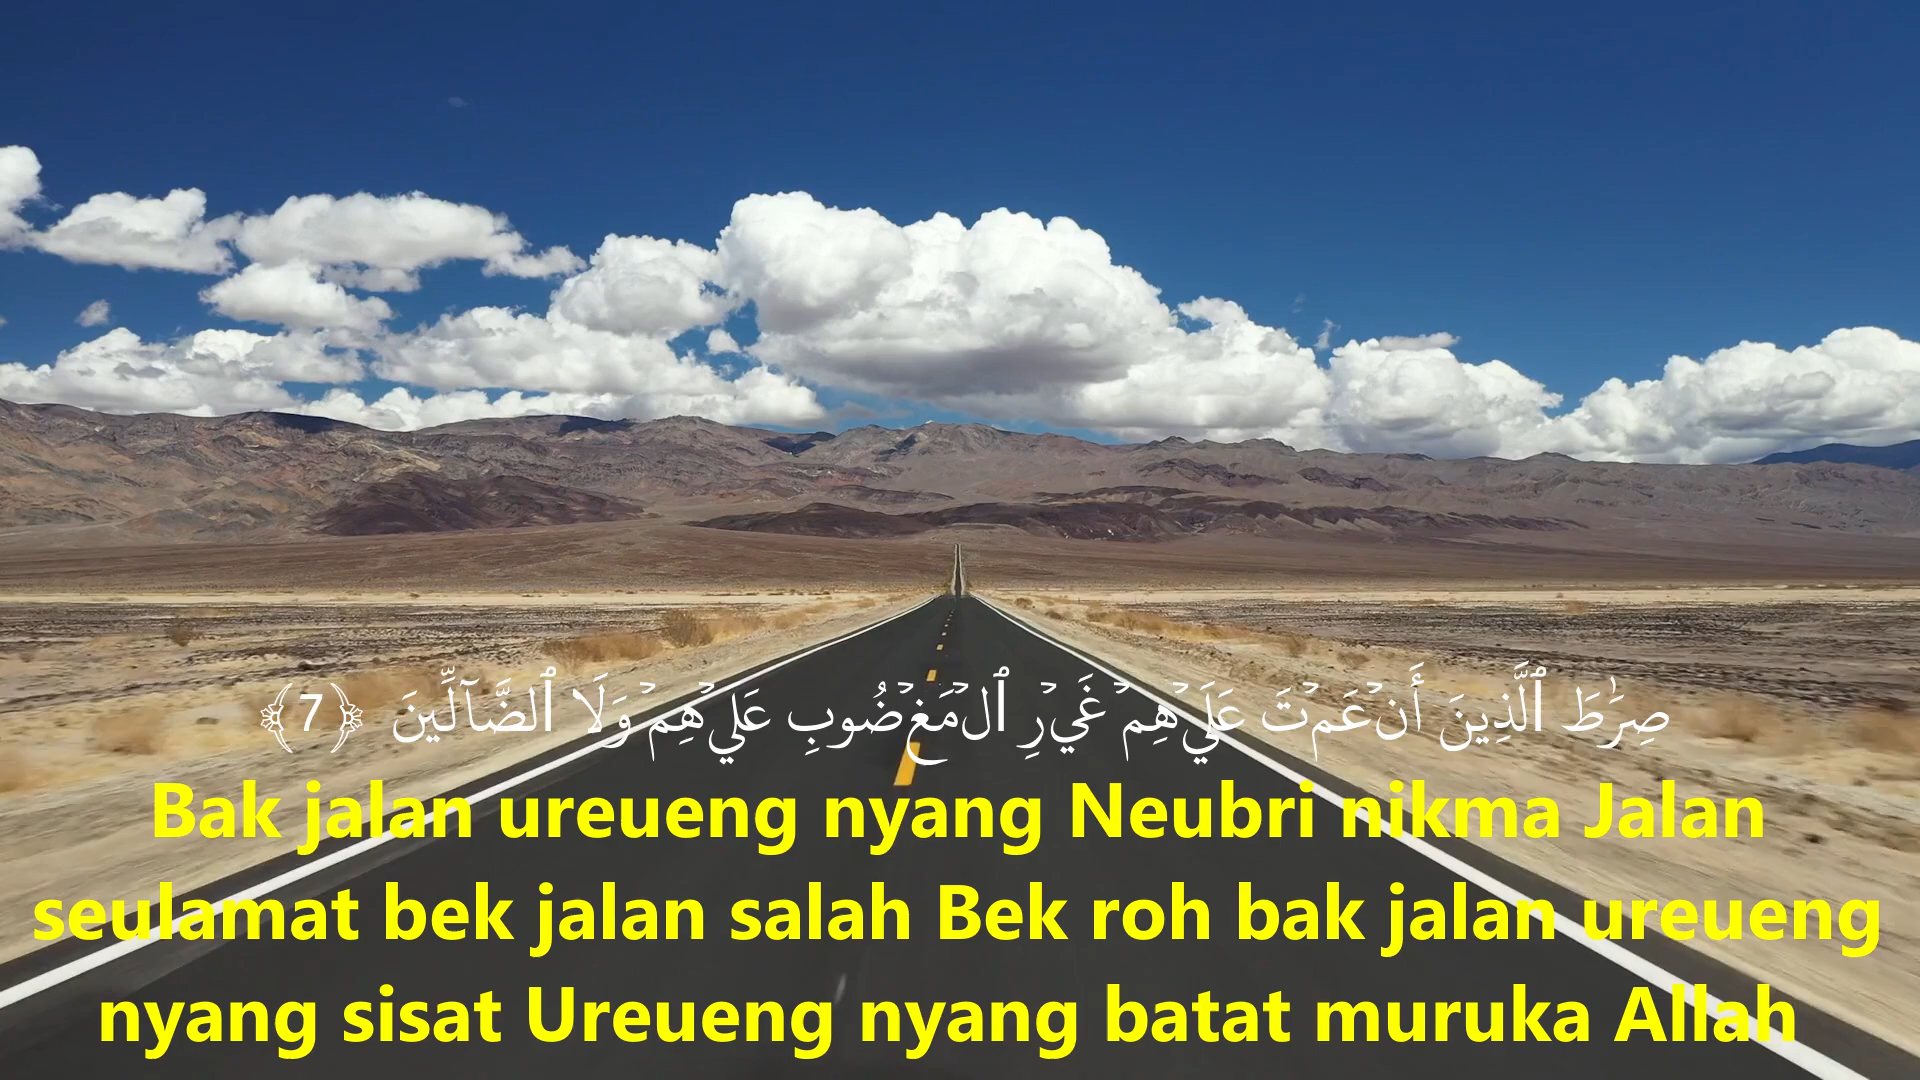 صِرَٰطَ ٱلَّذِينَ أَنۡعَمۡتَ عَلَيۡهِمۡ غَيۡرِ ٱلۡمَغۡضُوبِ عَلَيۡهِمۡ وَلَا ٱلضَّآلِّينَ ﴿7﴾
Bak jalan ureueng nyang Neubri nikma Jalan
seulamat bek jalan salah Bek roh bak jalan ureueng
nyang sisat Ureueng nyang batat muruka Allah